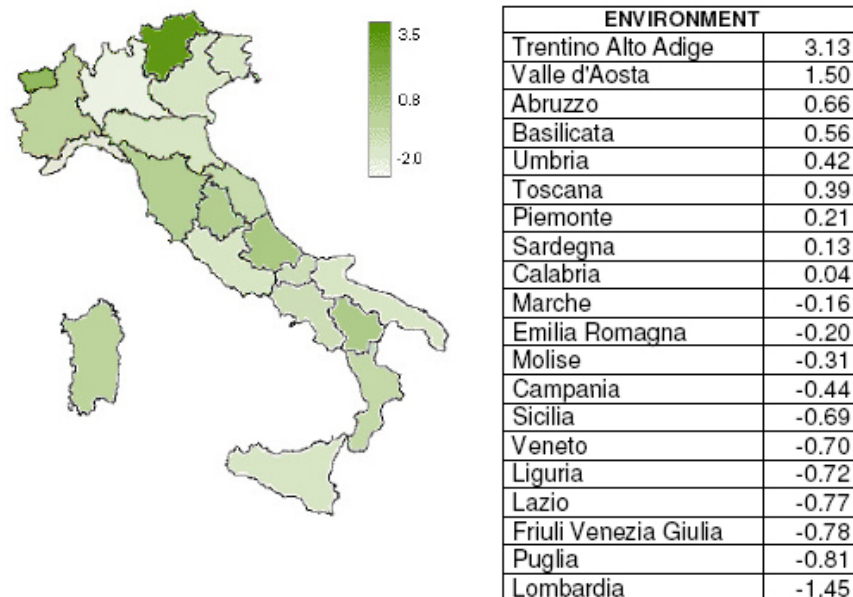 3.5
0.8
-2.0
ENVIRONMENT
Trentino Alto Adige 3.13
Valle d'Aosta 1.50
Abruzzo 0.66
Basilicata 0.56
Umbria 0.42
Toscana 0.39
Piemonte 0.21
Sardegna 0.13
Calabria 0.04
Marche -0.16
Emilia Romagna -0.20
Molise -0.31
Campania -0.44
Sicilia -0.69
Veneto -0.70
Liguria -0.72
Lazio -0.77
Friuli Venezia Giulia -0.78
Puglia -0.81
Lombardia -1.45